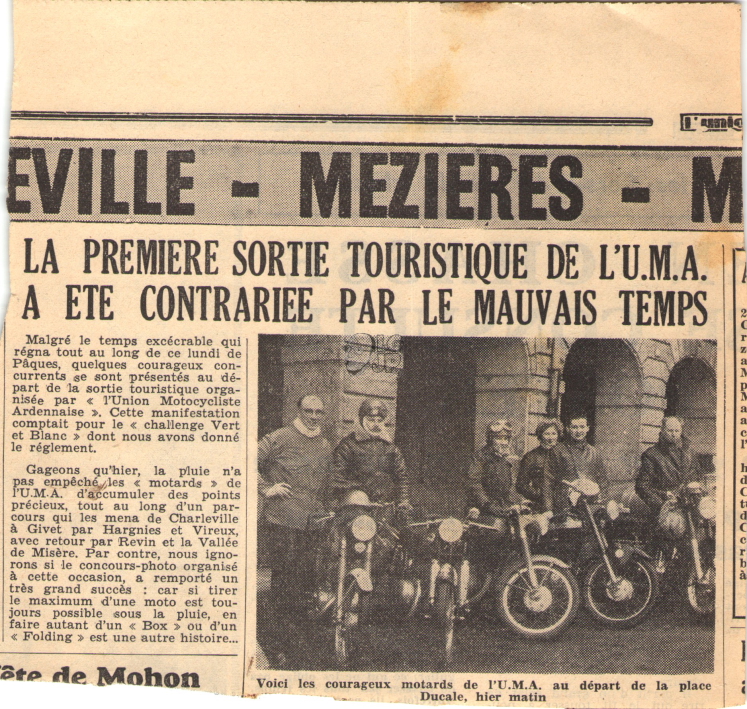 EVILLE - MEZIERES - M
LA PREMIERE SORTIE TOURISTIQUE DE L'U.M.A.
A ETE CONTRARIEE PAR LE MAUVAIS TEMPS
Malgré le temps excécrable qui
régna tout au long de ce lundi de
Pâques, quelques courageux con-
currents se sont présentés au dé-
part de la sortie touristique orga-
nisée par « l'Union Motocycliste
Ardennaise ». Cette manifestation
comptait pour le « challenge Vert
et Blanc » dont nous avons donné
le réglement.
Gageons qu'hier, la pluie n'a
pas empêché les « motards » de
l'U.M.A. d'accumuler des points
précieux, tout au long d'un par-
cours qui les mena de Charleville
à Givet par Hargnies et Vireux,
avec retour par Revin et la Vallée
de Misère. Par contre, nous igno-
rons si le concours-photo organisé
à cette occasion, a remporté un
très grand succès : car si tirer
le maximum d'une moto est tou-
jours possible sous la pluie, en
faire autant d'un « Box » ou d'un
« Folding » est une autre histoire...
Voici les courageux motards de l'U.M.A. au départ de la place
Ducale, hier matin
ête de Mohon